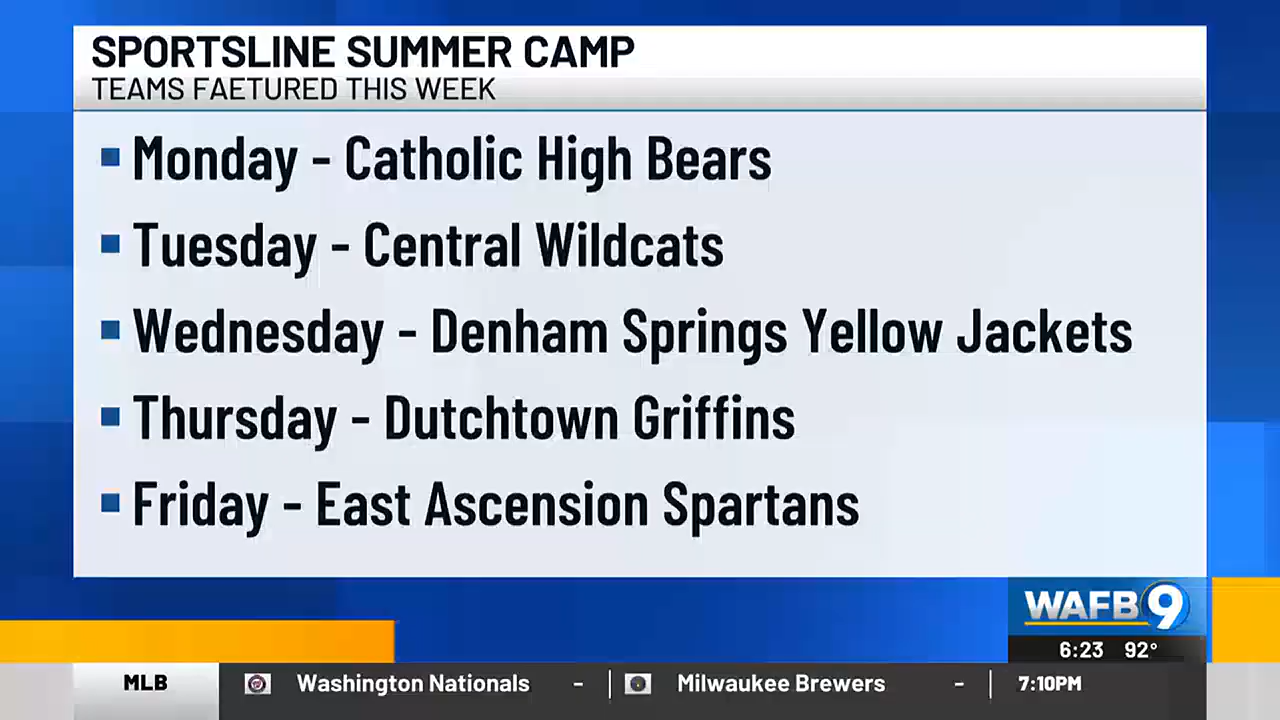 SPORTSLINE SUMMER CAMP
TEAMS FAETURED THIS WEEK
Monday - Catholic High Bears
Tuesday - Central Wildcats
Wednesday - Denham Springs Yellow Jackets
Thursday - Dutchtown Griffins
Friday - East Ascension Spartans
WAFB 9
6:23 92°
MLB Washington Nationals - Milwaukee Brewers - 7:10PM